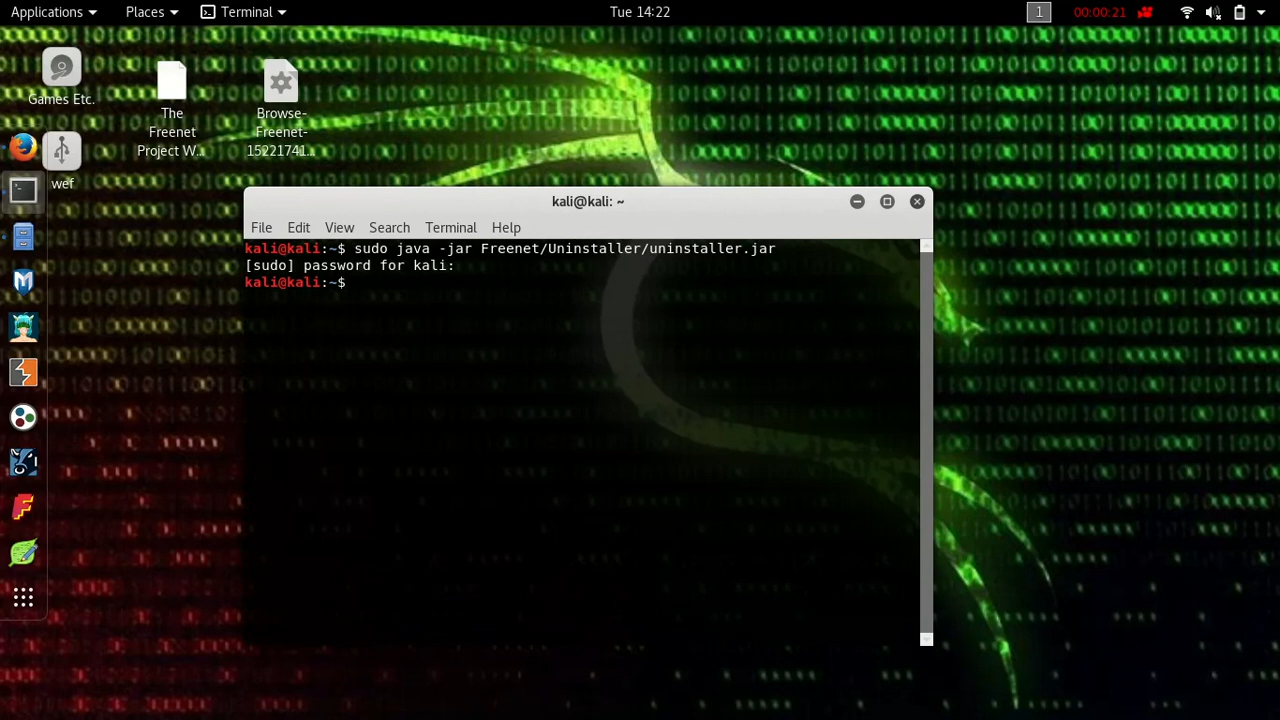 Applications Places Terminal Tue 14:22 1 00:00:21
Games Etc.
The
Freenet
Project W...
Browse-
Freenet-
15221741...
wef
kali@kali: ~
File Edit View Search Terminal Help
kali@kali:~$ sudo java -jar Freenet/Uninstaller/uninstaller.jar
[sudo] password for kali:
kali@kali:~$